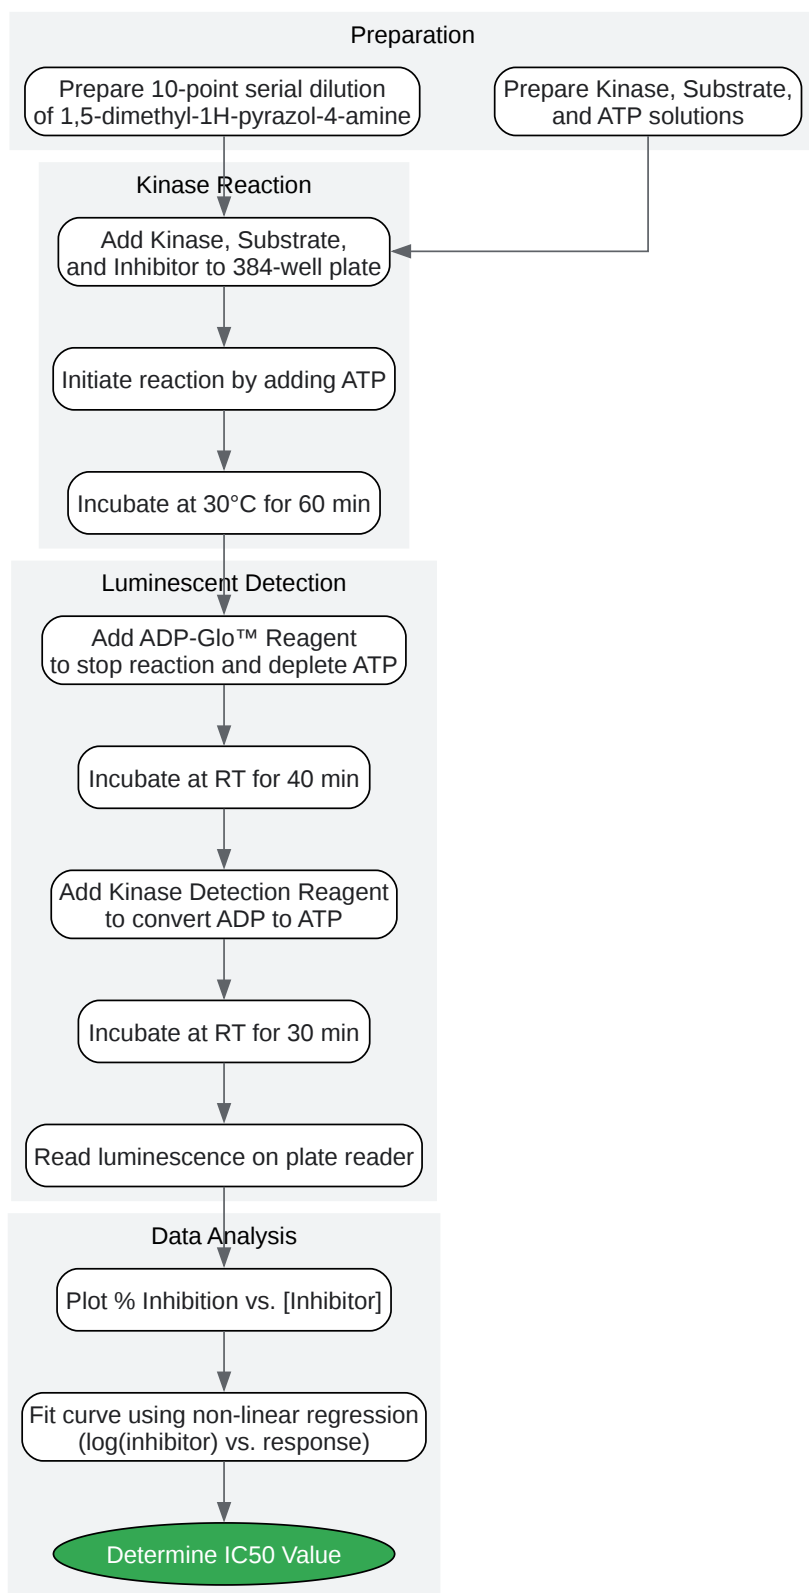 Preparation
Prepare 10-point serial dilution
of 1,5-dimethyl-1H-pyrazol-4-amine
Prepare Kinase, Substrate,
and ATP solutions
Kinase Reaction
Add Kinase, Substrate,
and Inhibitor to 384-well plate
Initiate reaction by adding ATP
Incubate at 30°C for 60 min
Luminescent Detection
Add ADP-Glo™ Reagent
to stop reaction and deplete ATP
Incubate at RT for 40 min
Add Kinase Detection Reagent
to convert ADP to ATP
Incubate at RT for 30 min
Read luminescence on plate reader
Data Analysis
Plot % Inhibition vs. [Inhibitor]
Fit curve using non-linear regression
(log(inhibitor) vs. response)
Determine IC50 Value